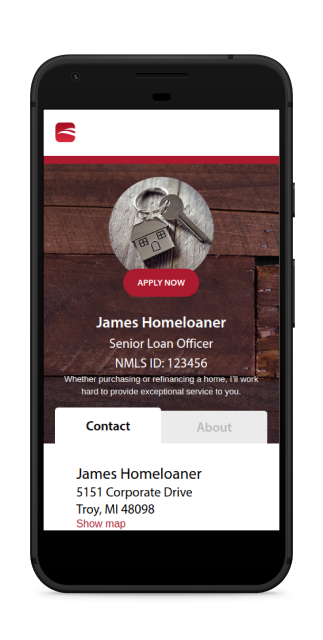 APPLY NOW
James Homeloaner
Senior Loan Officer
NMLS ID: 123456
Whether purchasing or refinancing a home, I'll work
hard to provide exceptional service to you.
Contact
About
James Homeloaner
5151 Corporate Drive
Troy, MI 48098
Show map